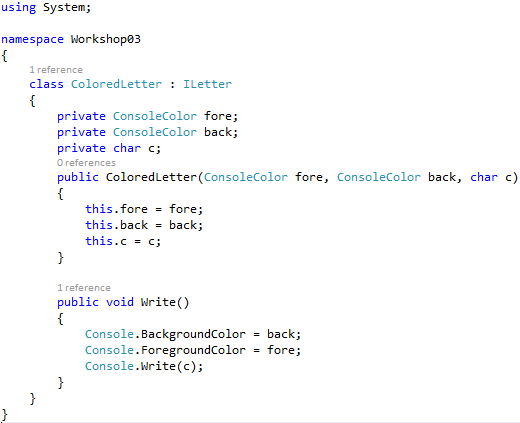 using System;
namespace Workshop03
{
1 reference
class ColoredLetter : ILetter
{
private ConsoleColor fore;
private ConsoleColor back;
private char c;
0 references
public ColoredLetter(ConsoleColor fore, ConsoleColor back, char c)
{
this.fore = fore;
this.back = back;
this.c = c;
}
1 reference
public void Write()
{
Console.BackgroundColor = back;
Console.ForegroundColor = fore;
Console.Write(c);
}
}
}